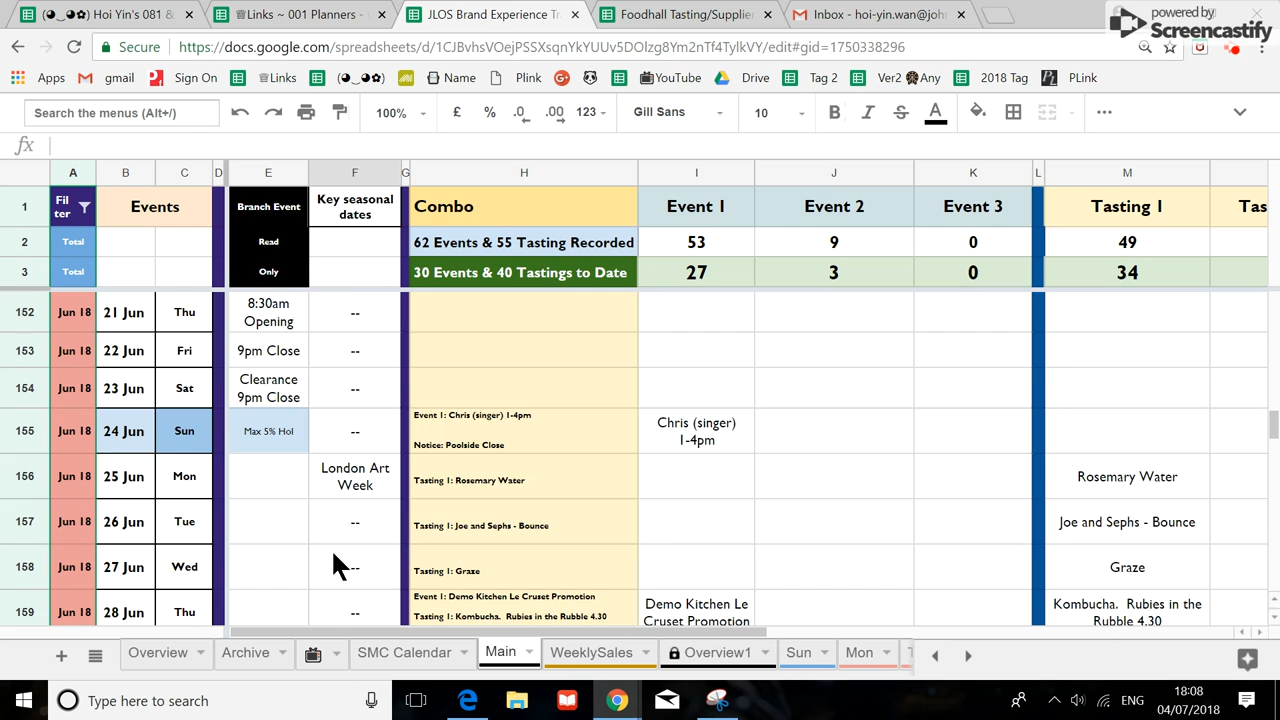 (●◡●✿) Hoi Yin's 081 &
♕Links ~ 001 Planners -
JLOS Brand Experience Tr
Foodhall Tasting/Supplier
Inbox - hoi-yin.wan@john
powered by
Screencastify
Secure
Apps
gmail
Sign On
♕Links
(●◡●✿)
Name
Plink
YouTube
Drive
Tag 2
Ver2
Any
2018 Tag
PLink
Search the menus (Alt+/)
100%
£
%
.0
.00
123
Gill Sans
10
B
I
S
A
fx
A B C D E F G H I J K L M
1 Fil
ter Events Branch Event Key seasonal
dates Combo Event 1 Event 2 Event 3 Tasting 1 Tas
2 Total Read 62 Events & 55 Tasting Recorded 53 9 0 49
3 Total Only 30 Events & 40 Tastings to Date 27 3 0 34
152 Jun 18 21 Jun Thu 8:30am
Opening --
153 Jun 18 22 Jun Fri 9pm Close --
154 Jun 18 23 Jun Sat Clearance
9pm Close --
155 Jun 18 24 Jun Sun Max 5% Hol -- Event 1: Chris (singer) 1-4pm
Notice: Poolside Close
Chris (singer)
1-4pm
156 Jun 18 25 Jun Mon London Art
Week Tasting 1: Rosemary Water Rosemary Water
157 Jun 18 26 Jun Tue -- Tasting 1: Joe and Sephs - Bounce Joe and Sephs - Bounce
158 Jun 18 27 Jun Wed -- Tasting 1: Graze Graze
159 Jun 18 28 Jun Thu -- Event 1: Demo Kitchen Le Cruset Promotion
Tasting 1: Kombucha. Rubies in the Rubble 4.30
Demo Kitchen Le
Cruset Promotion
Kombucha. Rubies in the
Rubble 4.30
Overview Archive SMC Calendar Main WeeklySales Overview1 Sun Mon
Type here to search
ENG
18:08
04/07/2018